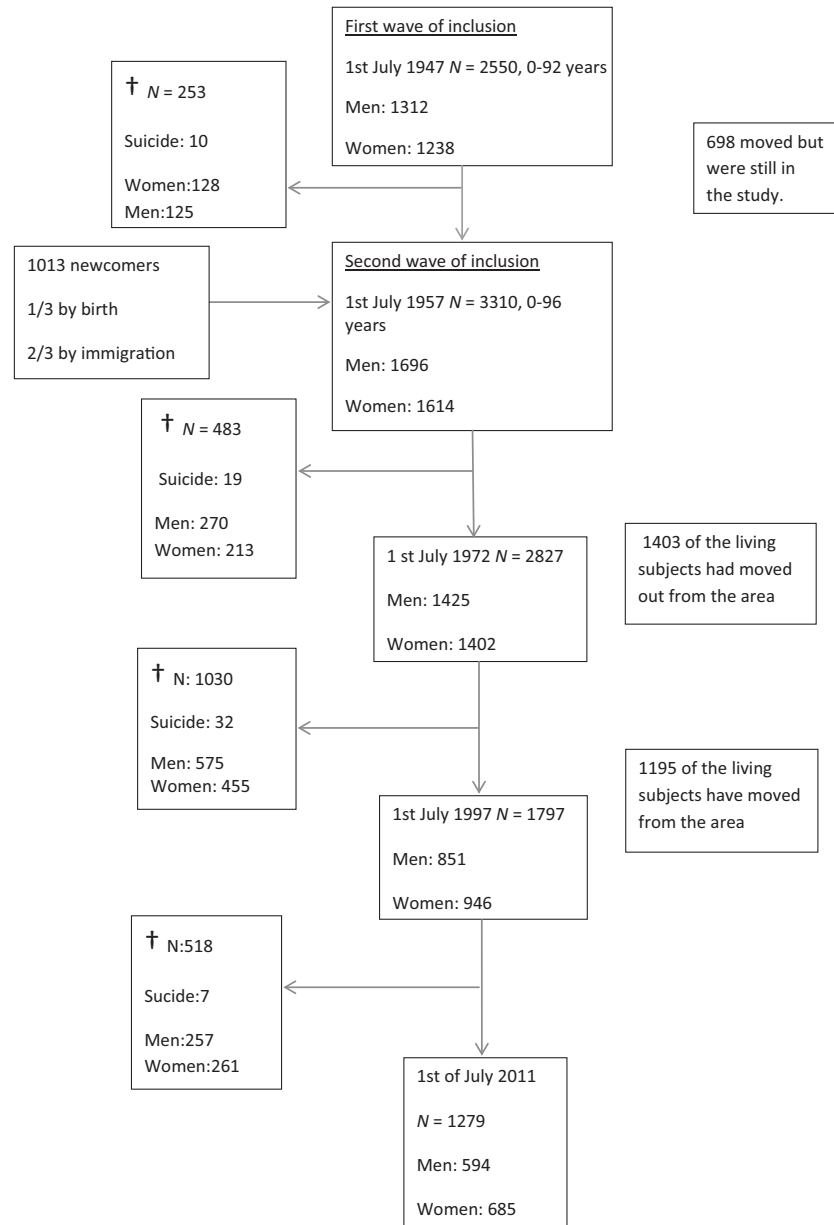 First wave of inclusion
1st July 1947 N = 2550, 0-92 years
Men: 1312
Women: 1238
† N = 253
Suicide: 10
Women:128
Men:125
698 moved but
were still in
the study.
1013 newcomers
1/3 by birth
2/3 by immigration
Second wave of inclusion
1st July 1957 N = 3310, 0-96
years
Men: 1696
Women: 1614
† N = 483
Suicide: 19
Men: 270
Women: 213
1 st July 1972 N = 2827
Men: 1425
Women: 1402
1403 of the living
subjects had moved
out from the area
† N: 1030
Suicide: 32
Men: 575
Women: 455
1195 of the living
subjects have moved
from the area
1st July 1997 N = 1797
Men: 851
Women: 946
† N:518
Sucide:7
Men:257
Women:261
1st of July 2011
N = 1279
Men: 594
Women: 685